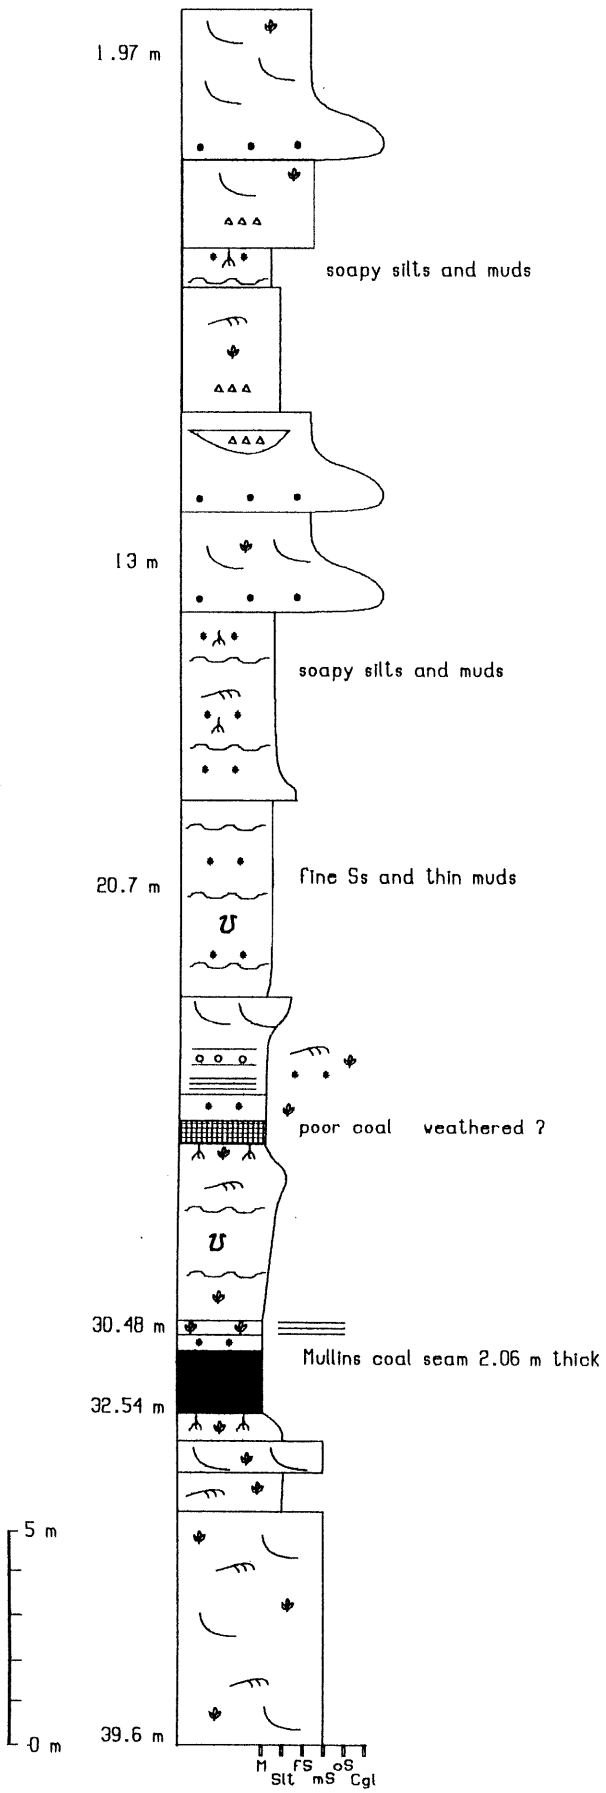 1.97 m
soapy silts and muds
13 m
soapy silts and muds
20.7 m
fine Ss and thin muds
poor coal weathered ?
30.48 m
Mullins coal seam 2.06 m thick
32.54 m
5 m
39.6 m
0 m
M fS oS
Slt mS Cgl